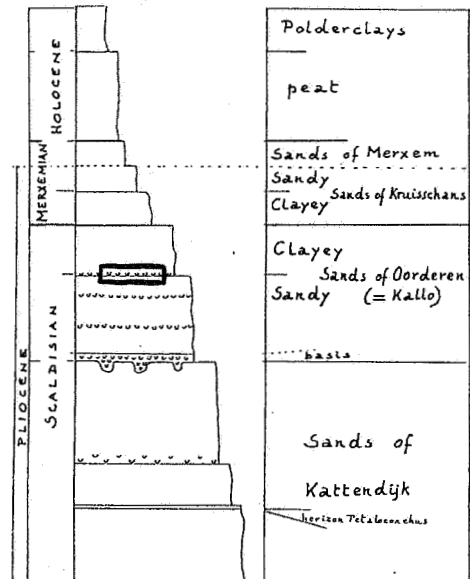 HOLOCENE
MERXEMIAN
PLIOCENE
SCALDISIAN
Polderclays
peat
Sands of Merxem
Sandy
Sands of Kruisschans
Clayey
Clayey
Sands of Oorderen
Sandy (= Kallo)
basis
Sands of
Kattendijk
horizon Petaloconchus